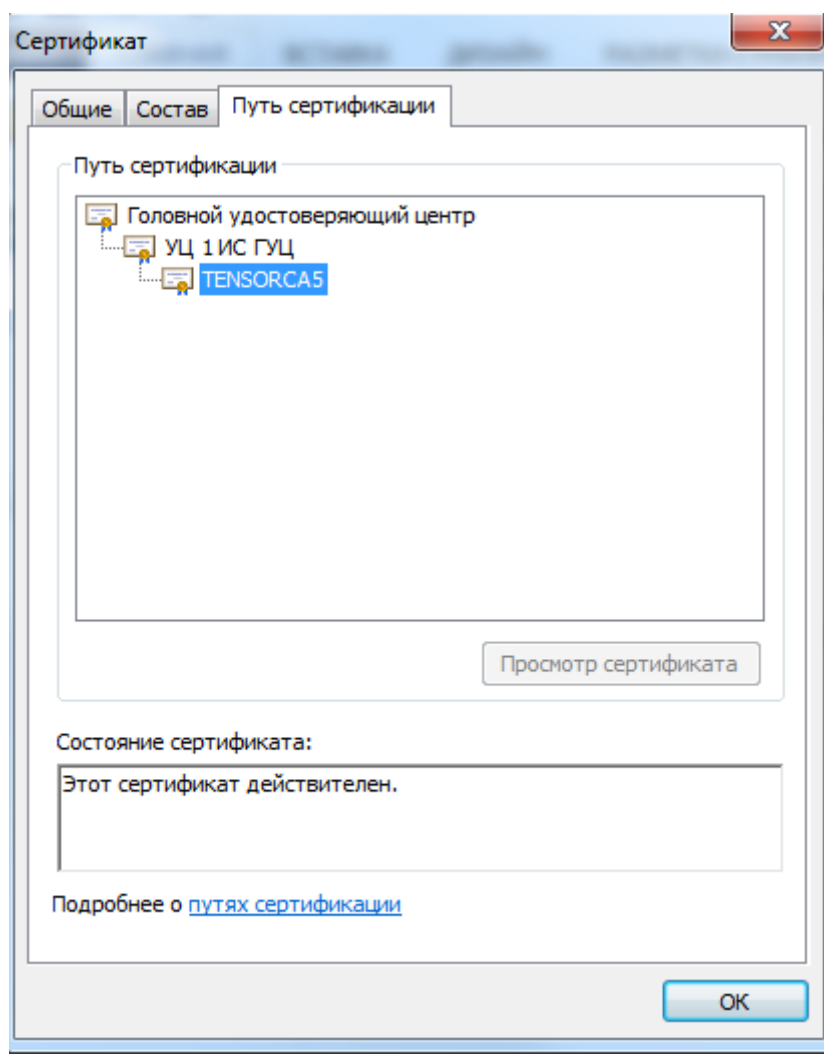 Сертификат
Общие Состав Путь сертификации
Путь сертификации
Головной удостоверяющий центр
УЦ 1 ИС ГУЦ
TENSORCA5
Просмотр сертификата
Состояние сертификата:
Этот сертификат действителен.
Подробнее о путях сертификации
ОК